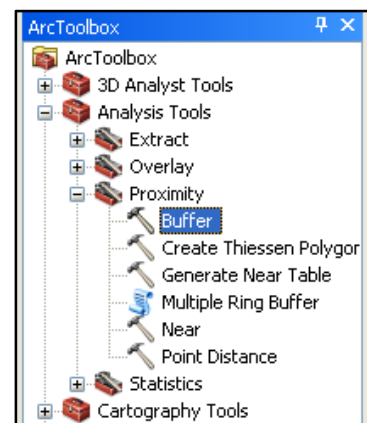 ArcToolbox
ArcToolbox
3D Analyst Tools
Analysis Tools
Extract
Overlay
Proximity
Buffer
Create Thiessen Polygor
Generate Near Table
Multiple Ring Buffer
Near
Point Distance
Statistics
Cartography Tools